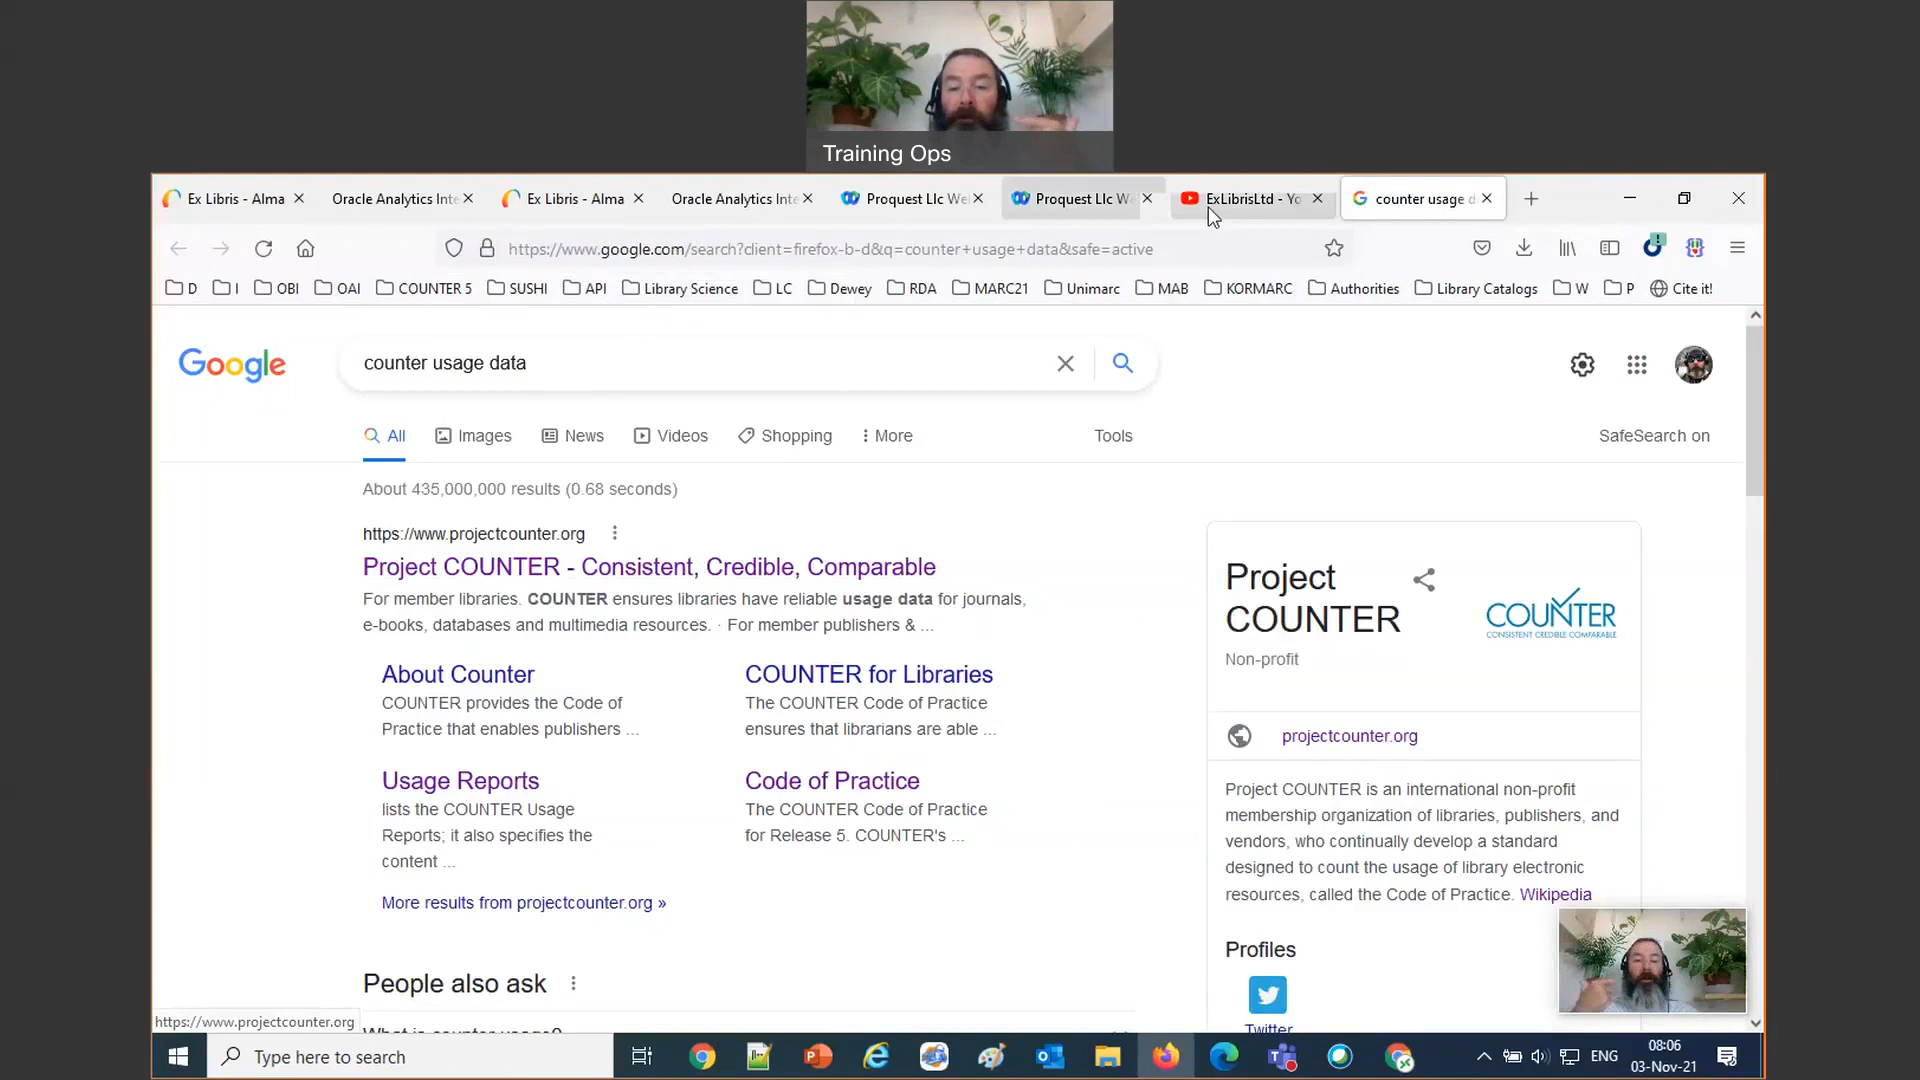 Training Ops
Ex Libris - Alma
Oracle Analytics Inte
Ex Libris - Alma
Oracle Analytics Inte
Proquest Llc We
Proquest Llc W
ExLibrisLtd - Yo
counter usage d
https://www.google.com/search?client=firefox-b-d&q=counter+usage+data&safe=active
D
I
OBI
OAI
COUNTER 5
SUSHI
API
Library Science
LC
Dewey
RDA
MARC21
Unimarc
MAB
KORMARC
Authorities
Library Catalogs
W
P
Cite it!
Google
counter usage data
All
Images
News
Videos
Shopping
More
Tools
SafeSearch on
About 435,000,000 results (0.68 seconds)
https://www.projectcounter.org
Project COUNTER - Consistent, Credible, Comparable
For member libraries. COUNTER ensures libraries have reliable usage data for journals,
e-books, databases and multimedia resources. · For member publishers & ...
About Counter
COUNTER provides the Code of
Practice that enables publishers ...
COUNTER for Libraries
The COUNTER Code of Practice
ensures that librarians are able ...
Usage Reports
lists the COUNTER Usage
Reports; it also specifies the
content ...
Code of Practice
The COUNTER Code of Practice
for Release 5. COUNTER's ...
More results from projectcounter.org »
People also ask
What is counter usage?
Project
COUNTER
Non-profit
COUNTER
CONSISTENT CREDIBLE COMPARABLE
projectcounter.org
Project COUNTER is an international non-profit
membership organization of libraries, publishers, and
vendors, who continually develop a standard
designed to count the usage of library electronic
resources, called the Code of Practice. Wikipedia
Profiles
Twitter
https://www.projectcounter.org
Type here to search
ENG
08:06
03-Nov-21